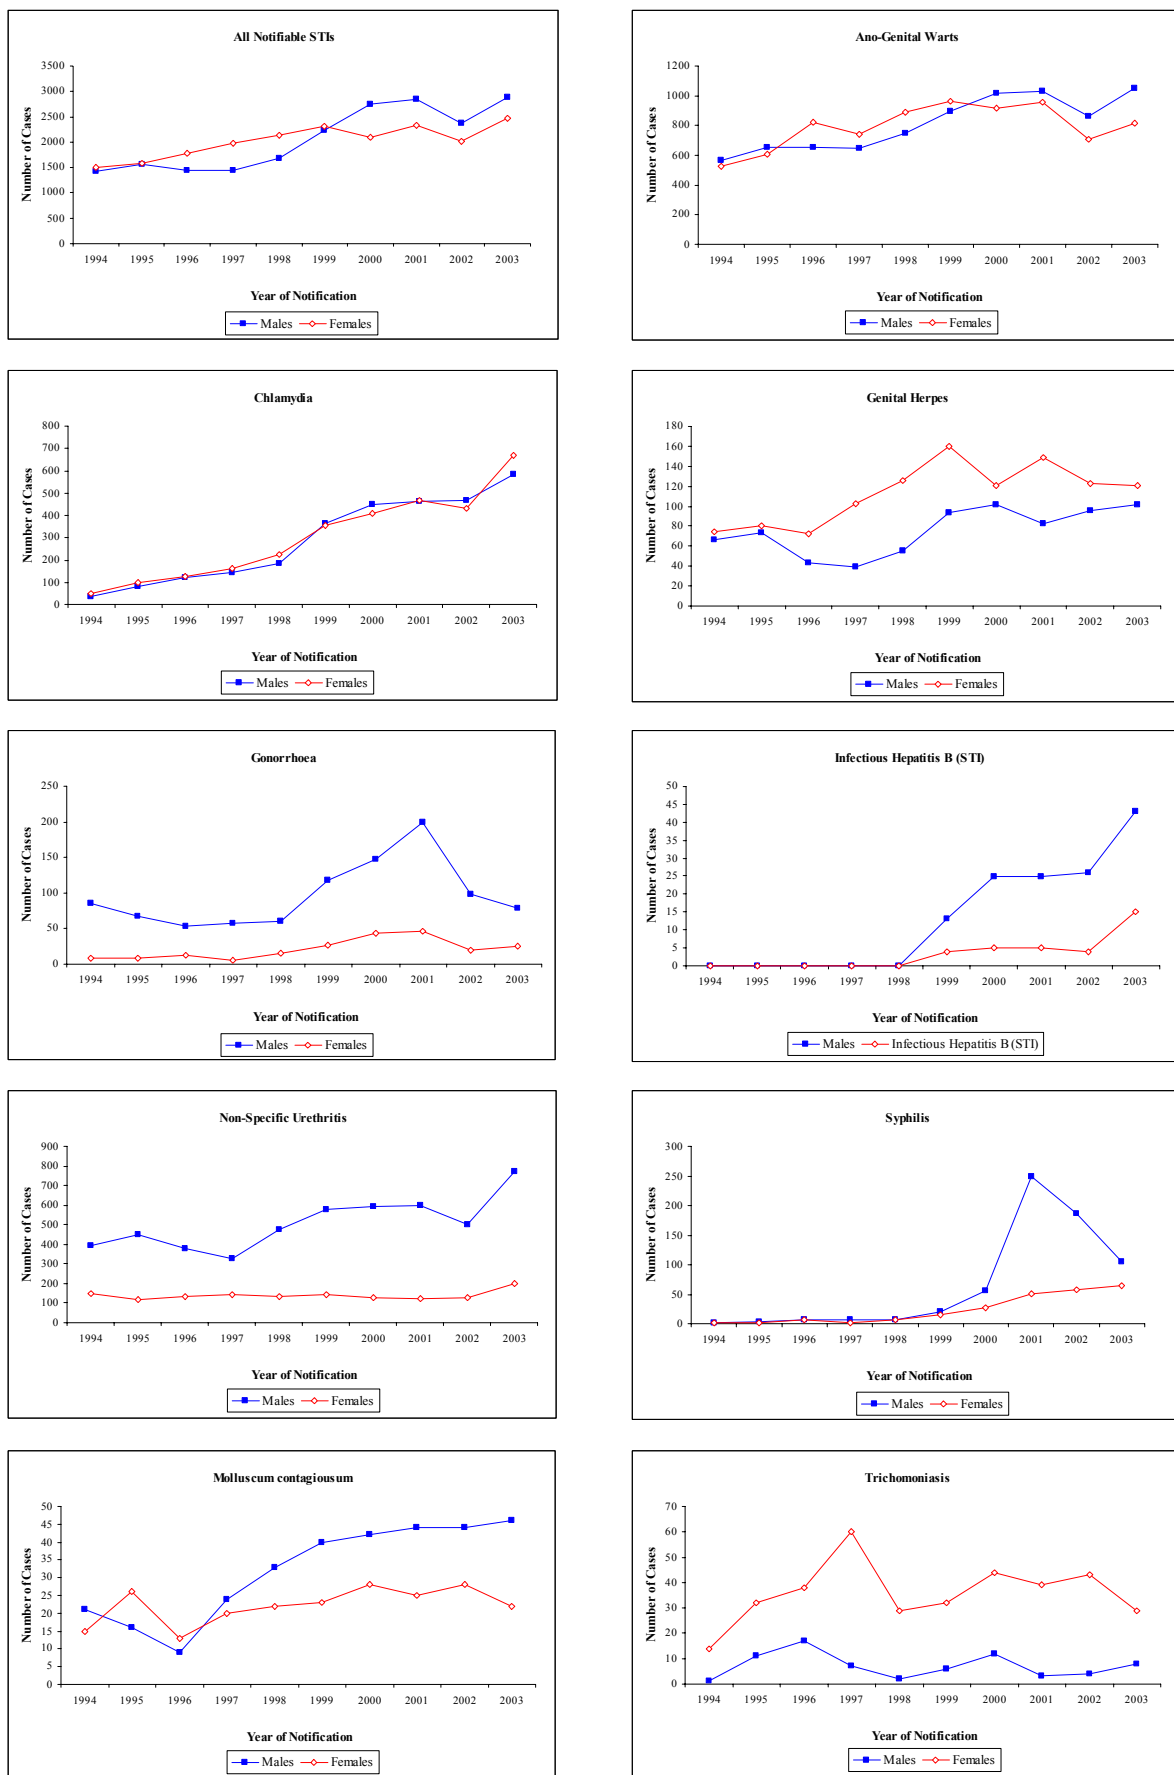 All Notifiable STIs
Number of Cases
3500
3000
2500
2000
1500
1000
500
0
1994 1995 1996 1997 1998 1999 2000 2001 2002 2003
Year of Notification
Males Females
Ano-Genital Warts
Number of Cases
1200
1000
800
600
400
200
0
1994 1995 1996 1997 1998 1999 2000 2001 2002 2003
Year of Notification
Males Females
Chlamydia
Number of Cases
800
700
600
500
400
300
200
100
0
1994 1995 1996 1997 1998 1999 2000 2001 2002 2003
Year of Notification
Males Females
Genital Herpes
Number of Cases
180
160
140
120
100
80
60
40
20
0
1994 1995 1996 1997 1998 1999 2000 2001 2002 2003
Year of Notification
Males Females
Gonorrhoea
Number of Cases
250
200
150
100
50
0
1994 1995 1996 1997 1998 1999 2000 2001 2002 2003
Year of Notification
Males Females
Infectious Hepatitis B (STI)
Number of Cases
50
45
40
35
30
25
20
15
10
5
0
1994 1995 1996 1997 1998 1999 2000 2001 2002 2003
Year of Notification
Males Infectious Hepatitis B (STI)
Non-Specific Urethritis
Number of Cases
900
800
700
600
500
400
300
200
100
0
1994 1995 1996 1997 1998 1999 2000 2001 2002 2003
Year of Notification
Males Females
Syphilis
Number of Cases
300
250
200
150
100
50
0
1994 1995 1996 1997 1998 1999 2000 2001 2002 2003
Year of Notification
Males Females
Molluscum contagiousum
Number of Cases
50
45
40
35
30
25
20
15
10
5
0
1994 1995 1996 1997 1998 1999 2000 2001 2002 2003
Year of Notification
Males Females
Trichomoniasis
Number of Cases
70
60
50
40
30
20
10
0
1994 1995 1996 1997 1998 1999 2000 2001 2002 2003
Year of Notification
Males Females